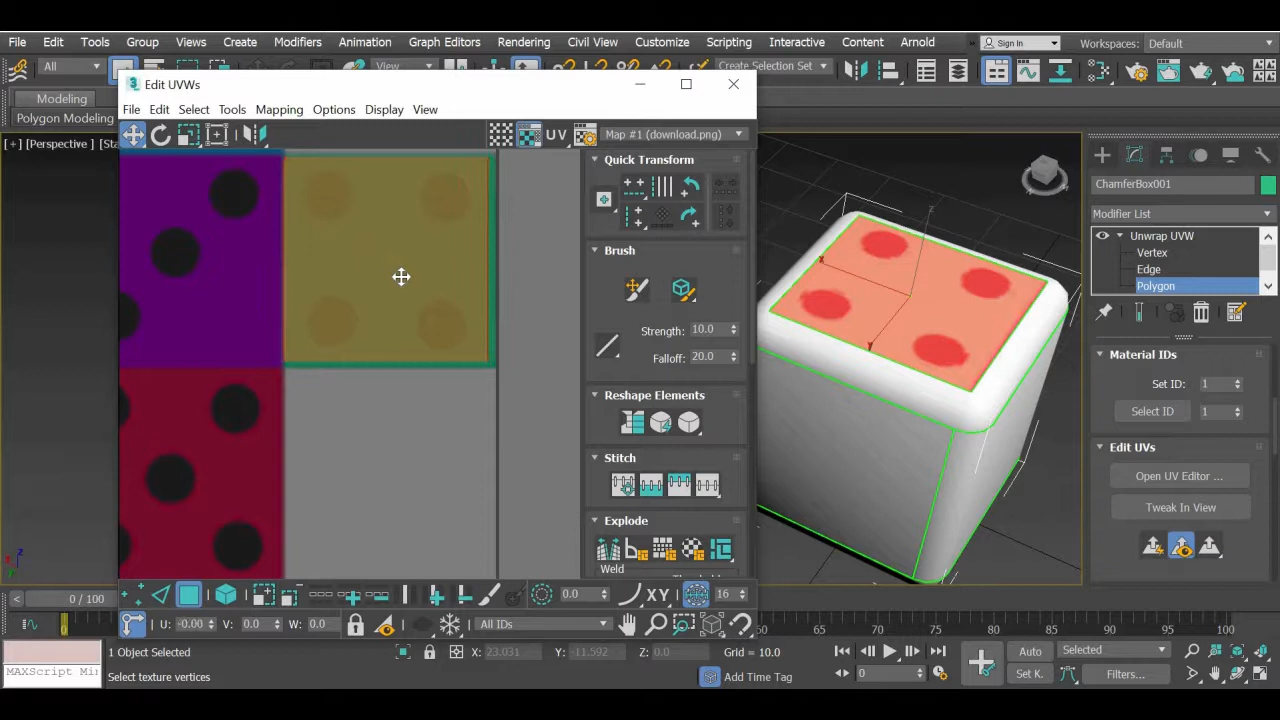 File Edit Tools Group Views Create Modifiers Animation Graph Editors Rendering Civil View Customize Scripting Interactive Content Arnold » Sign In Workspaces: Default
All View Create Selection Set
Modeling
Polygon Modeling
[+] [Perspective] [Sta
3 Edit UVWs
File Edit Select Tools Mapping Options Display View
UV Map #1 (download.png)
Quick Transform
Brush
Strength: 10.0
Falloff: 20.0
Reshape Elements
Stitch
Explode
Weld
0.0 XY 16
U: -0.00 V: 0.0 W: 0.0 All IDs
z
x
ChamferBox001
Modifier List
Unwrap UVW
Vertex
Edge
Polygon
Material IDs
Set ID: 1
Select ID 1
Edit UVs
Open UV Editor ...
Tweak In View
z
0 / 100
0 65 70 75 80 85 90 95 100
MAXScript Mi
1 Object Selected X: 23.031 Y: -11.592 Z: 0.0 Grid = 10.0
Select texture vertices Add Time Tag
Auto Selected
0 Set K. Filters...